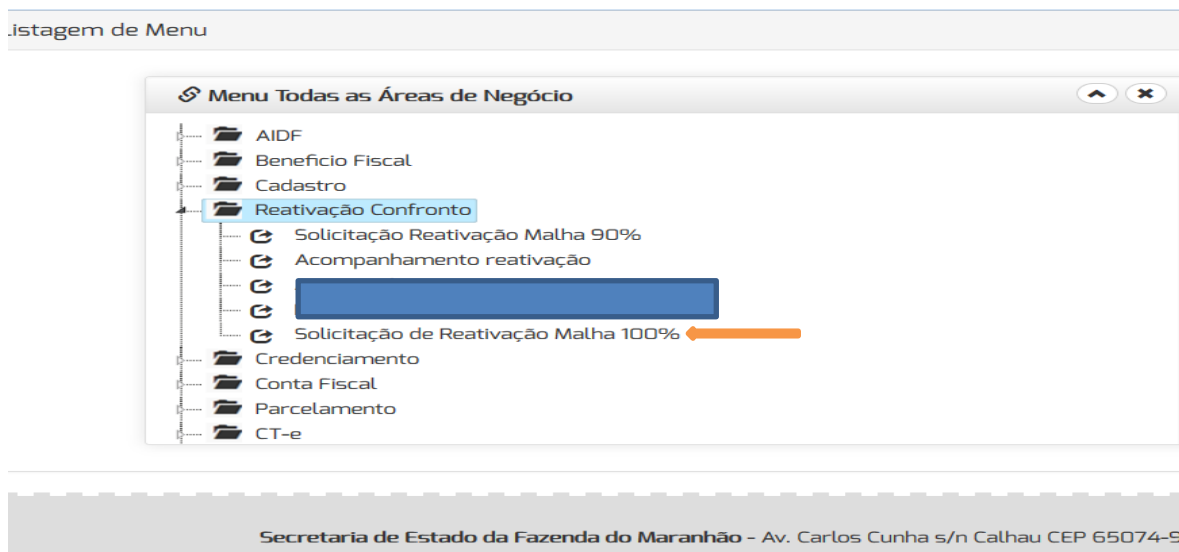 istagem de Menu
Menu Todas as Áreas de Negócio
AIDF
Beneficio Fiscal
Cadastro
Reativação Confronto
Solicitação Reativação Malha 90%
Acompanhamento reativação
Solicitação de Reativação Malha 100%
Credenciamento
Conta Fiscal
Parcelamento
CT-e
Secretaria de Estado da Fazenda do Maranhão - Av. Carlos Cunha s/n Calhau CEP 65074-9